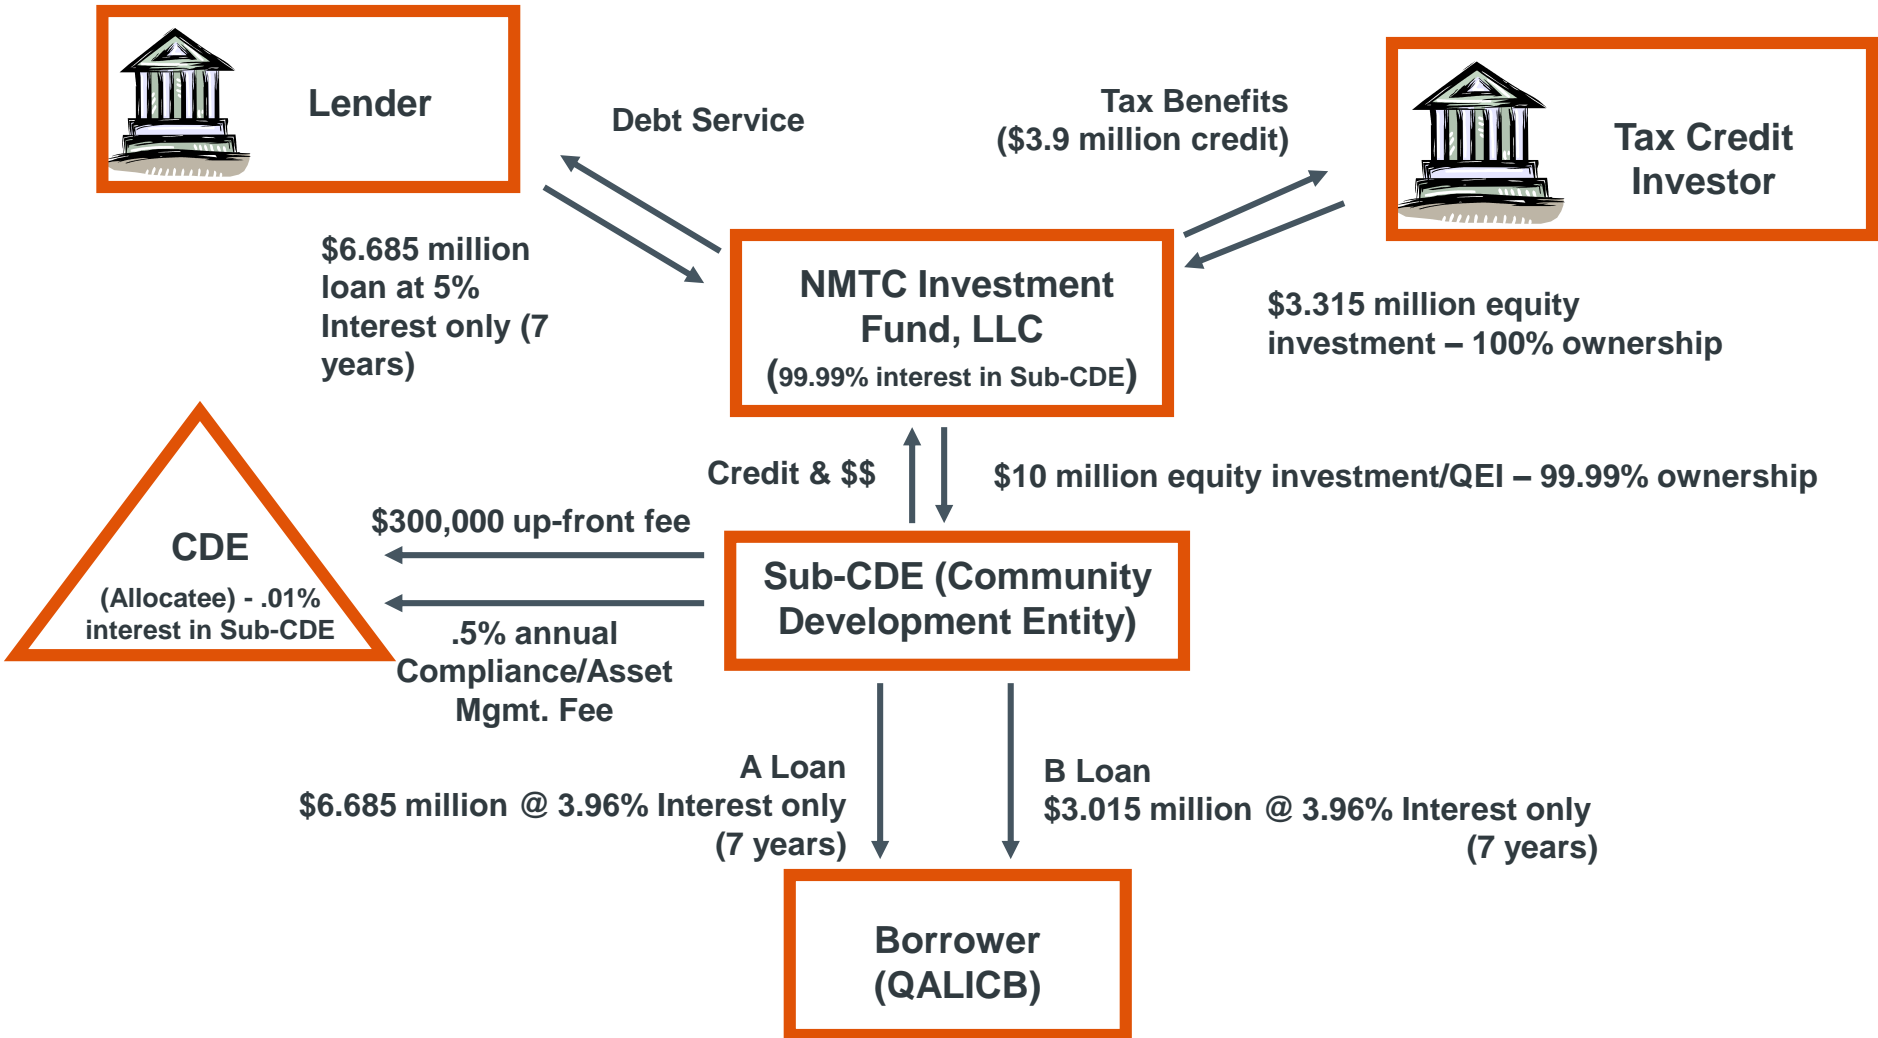 Lender
Debt Service
Tax Benefits
($3.9 million credit)
Tax Credit
Investor
$6.685 million
loan at 5%
Interest only (7
years)
NMTC Investment
Fund, LLC
(99.99% interest in Sub-CDE)
$3.315 million equity
investment – 100% ownership
Credit & $$
$10 million equity investment/QEI – 99.99% ownership
$300,000 up-front fee
CDE
(Allocatee) - .01%
interest in Sub-CDE
Sub-CDE (Community
Development Entity)
.5% annual
Compliance/Asset
Mgmt. Fee
A Loan
$6.685 million @ 3.96% Interest only
(7 years)
B Loan
$3.015 million @ 3.96% Interest only
(7 years)
Borrower
(QALICB)